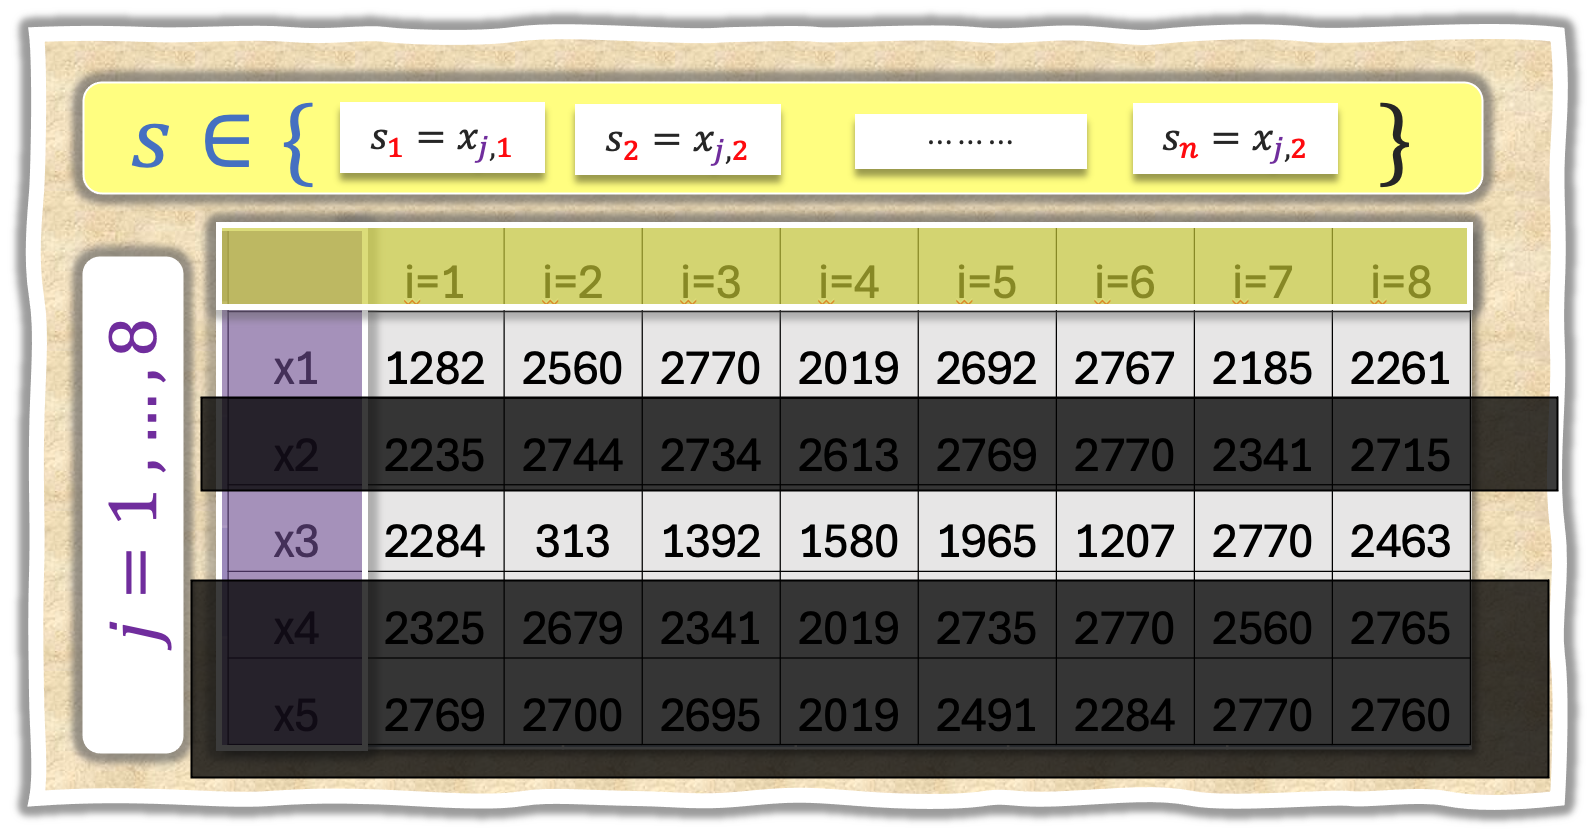 s ∈ { s₁ = xⱼ,₁ s₂ = xⱼ,₂ ……… sₙ = xⱼ,₂ }
j = 1 , … , 8
i=1 i=2 i=3 i=4 i=5 i=6 i=7 i=8
x1 1282 2560 2770 2019 2692 2767 2185 2261
x2 2235 2744 2734 2613 2769 2770 2341 2715
x3 2284 313 1392 1580 1965 1207 2770 2463
x4 2325 2679 2341 2019 2735 2770 2560 2765
x5 2769 2700 2695 2019 2491 2284 2770 2760